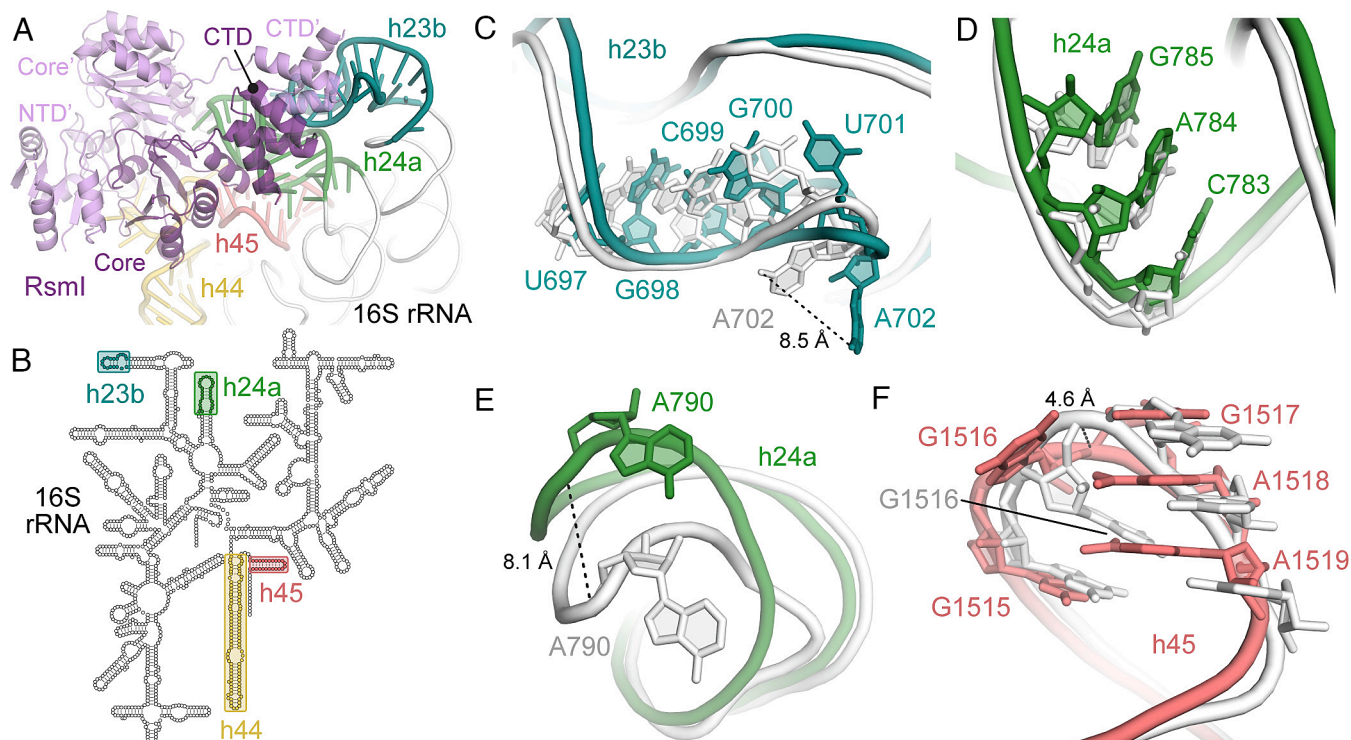 A
CTD
CTD’
h23b
Core’
NTD’
h24a
h45
Core
RsmI
h44
16S rRNA
B
h23b
h24a
16S
rRNA
h45
h44
C
h23b
G700
C699
U701
U697
G698
A702
A702
8.5 Å
D
h24a
G785
A784
C783
E
A790
h24a
8.1 Å
A790
F
4.6 Å
G1517
G1516
A1518
G1516
A1519
G1515
h45